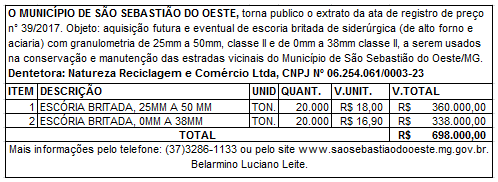 O MUNICÍPIO DE SÃO SEBASTIÃO DO OESTE, torna publico o extrato da ata de registro de preço
n° 39/2017. Objeto: aquisição futura e eventual de escoria britada de siderúrgica (de alto forno e
aciaria) com granulometria de 25mm a 50mm, classe II e de 0mm a 38mm classe II, a serem usados
na conservação e manutenção das estradas vicinais do Município de São Sebastião do Oeste/MG.
Dentetora: Natureza Reciclagem e Comércio Ltda, CNPJ Nº 06.254.061/0003-23
ITEM DESCRIÇÃO UNID QUANT. V.UNIT. V.TOTAL
1 ESCÓRIA BRITADA, 25MM A 50 MM TON. 20.000 R$ 18,00 R$ 360.000,00
2 ESCÓRIA BRITADA, 0MM A 38MM TON. 20.000 R$ 16,90 R$ 338.000,00
TOTAL R$ 698.000,00
Mais informações pelo telefone: (37)3286-1133 ou pelo site www.saosebastiaodooeste.mg.gov.br.
Belarmino Luciano Leite.